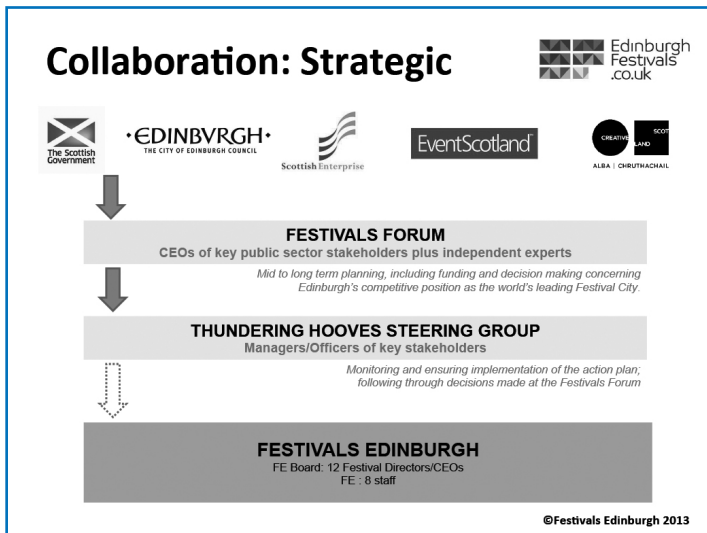 Collaboration: Strategic
Edinburgh
Festivals
.co.uk
The Scottish
Government
·EDINBVRGH·
THE CITY OF EDINBURGH COUNCIL
Scottish Enterprise
EventScotland™
CREATIVE SCOT
LAND
ALBA | CHRUTHACHAIL
FESTIVALS FORUM
CEOs of key public sector stakeholders plus independent experts
Mid to long term planning, including funding and decision making concerning
Edinburgh's competitive position as the world's leading Festival City.
THUNDERING HOOVES STEERING GROUP
Managers/Officers of key stakeholders
Monitoring and ensuring implementation of the action plan;
following through decisions made at the Festivals Forum
FESTIVALS EDINBURGH
FE Board: 12 Festival Directors/CEOs
FE : 8 staff
©Festivals Edinburgh 2013